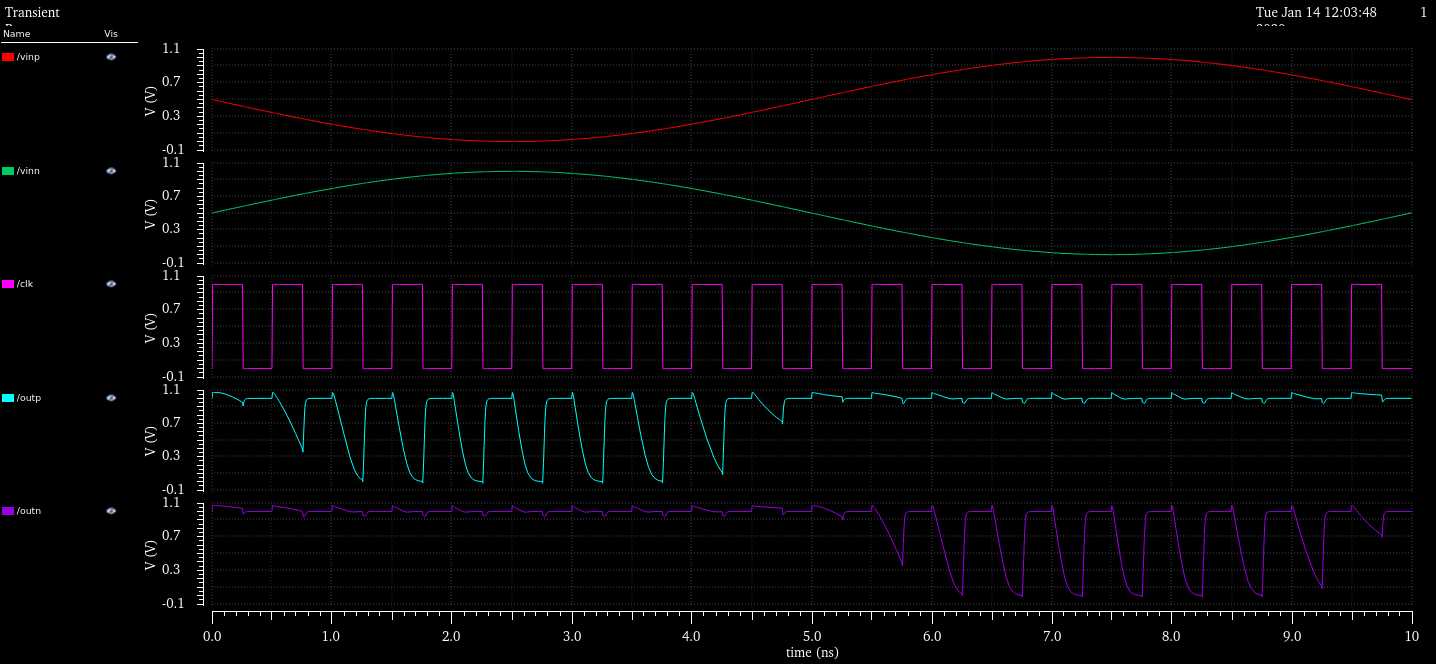 Transient
Tue Jan 14 12:03:48 1
Name Vis
/vinp
1.1
0.7
0.3
-0.1
V (V)
/vinn
1.1
0.7
0.3
-0.1
V (V)
/clk
1.1
0.7
0.3
-0.1
V (V)
/outp
1.1
0.7
0.3
-0.1
V (V)
/outn
1.1
0.7
0.3
-0.1
V (V)
0.0 1.0 2.0 3.0 4.0 5.0 6.0 7.0 8.0 9.0 10
time (ns)